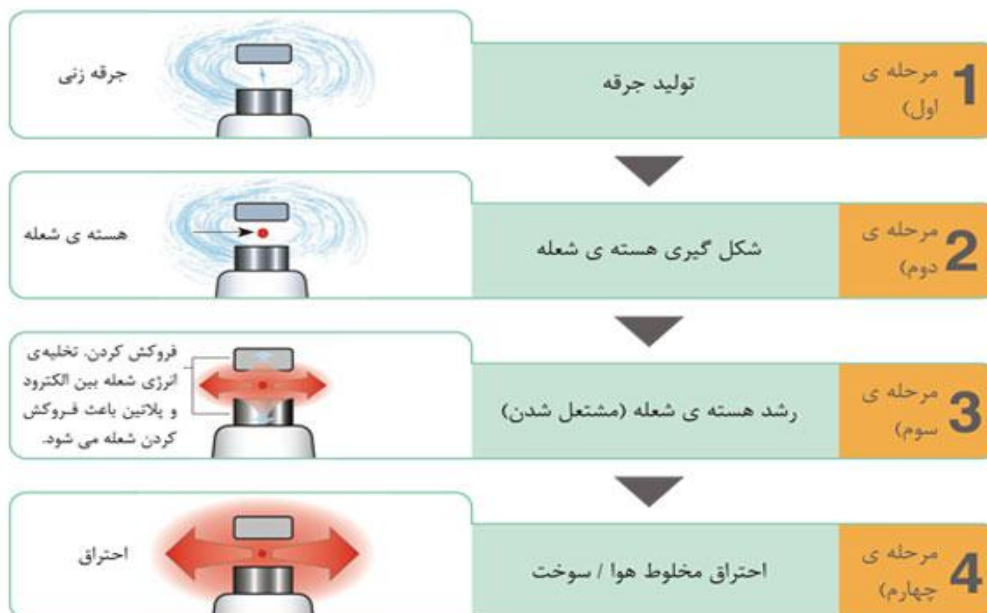 1
مرحله ی
اول)
تولید جرقه
جرقه زنی
2
مرحله ی
دوم)
شکل گیری هسته ی شعله
هسته ی شعله
3
مرحله ی
سوم)
رشد هسته ی شعله (مشتعل شدن)
فروکش کردن. تخلیه‌ی
انرژی شعله بین الکترود
و پلاتین باعث فروکش
کردن شعله می شود.
4
مرحله ی
چهارم)
احتراق مخلوط هوا / سوخت
احتراق